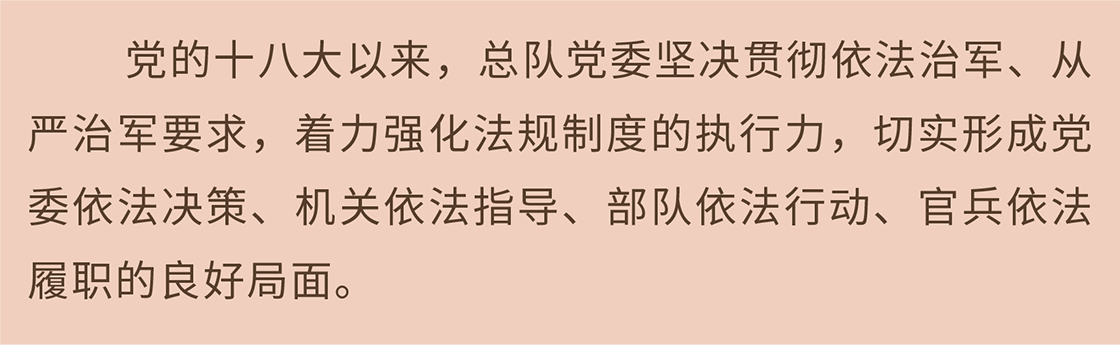 党的十八大以来，总队党委坚决贯彻依法治军、从
严治军要求，着力强化法规制度的执行力，切实形成党
委依法决策、机关依法指导、部队依法行动、官兵依法
履职的良好局面。